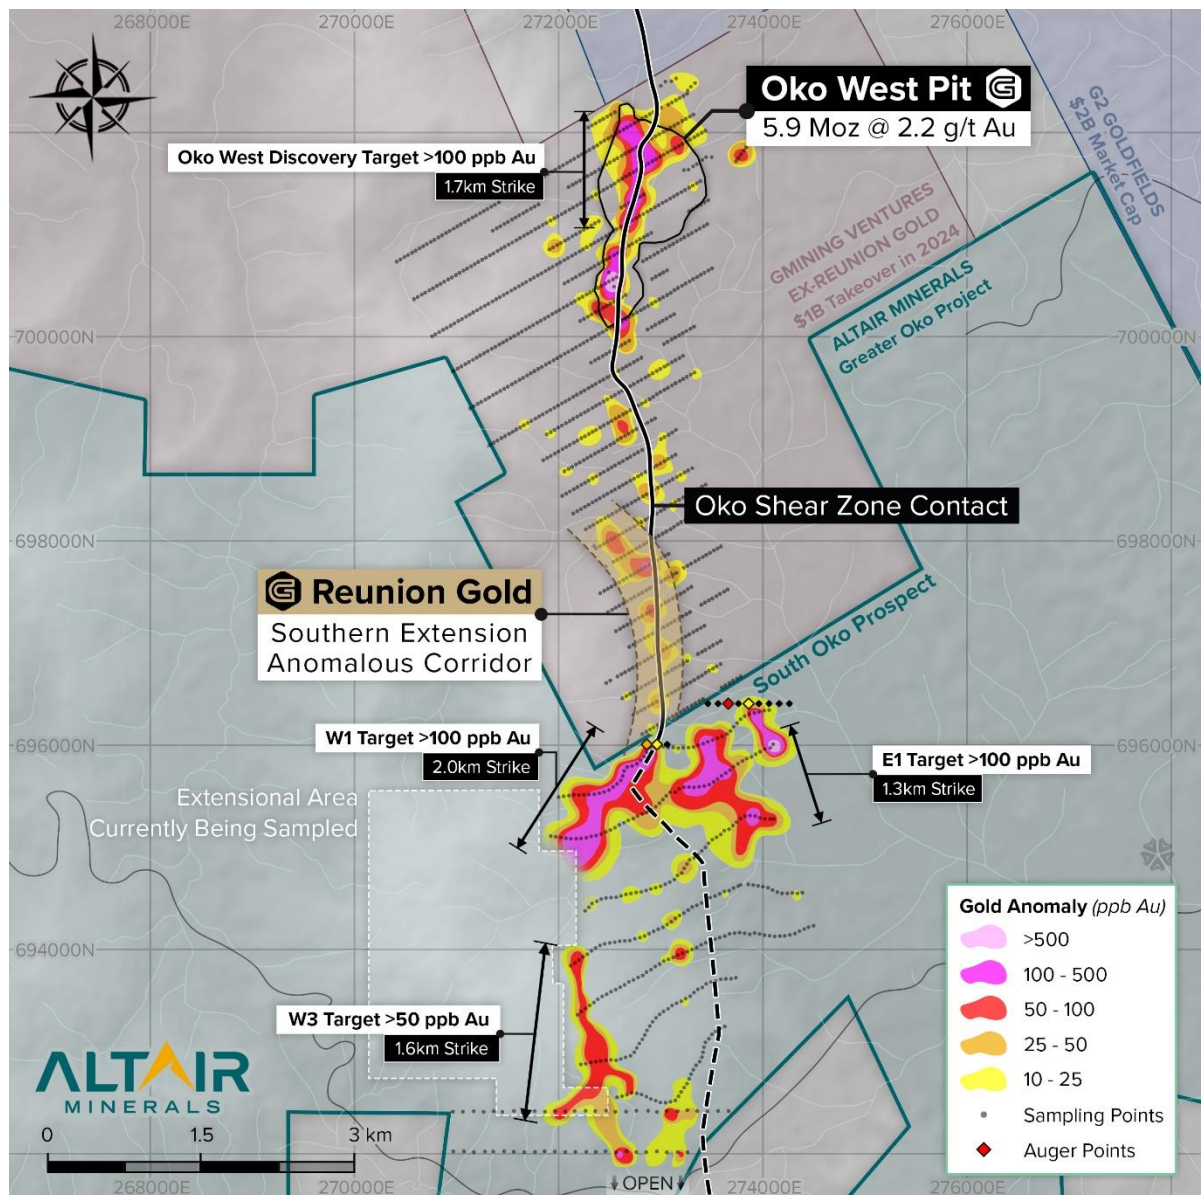 268000E
270000E
272000E
274000E
276000E
Oko West Pit
5.9 Moz @ 2.2 g/t Au
G2 GOLDFIELDS
$2B Market Cap
Oko West Discovery Target >100 ppb Au
1.7km Strike
GMINING VENTURES
EX-REUNION GOLD
$1B Takeover in 2024
ALTAIR MINERALS
Greater Oko Project
700000N
700000N
Oko Shear Zone Contact
698000N
698000N
Reunion Gold
Southern Extension
Anomalous Corridor
South Oko Prospect
W1 Target >100 ppb Au
2.0km Strike
696000N
696000N
E1 Target >100 ppb Au
1.3km Strike
Extensional Area
Currently Being Sampled
694000N
W3 Target >50 ppb Au
1.6km Strike
Gold Anomaly (ppb Au)
>500
100 - 500
50 - 100
25 - 50
10 - 25
Sampling Points
Auger Points
ALTAIR
MINERALS
0 1.5 3 km
268000E
270000E
OPEN
274000E
276000E